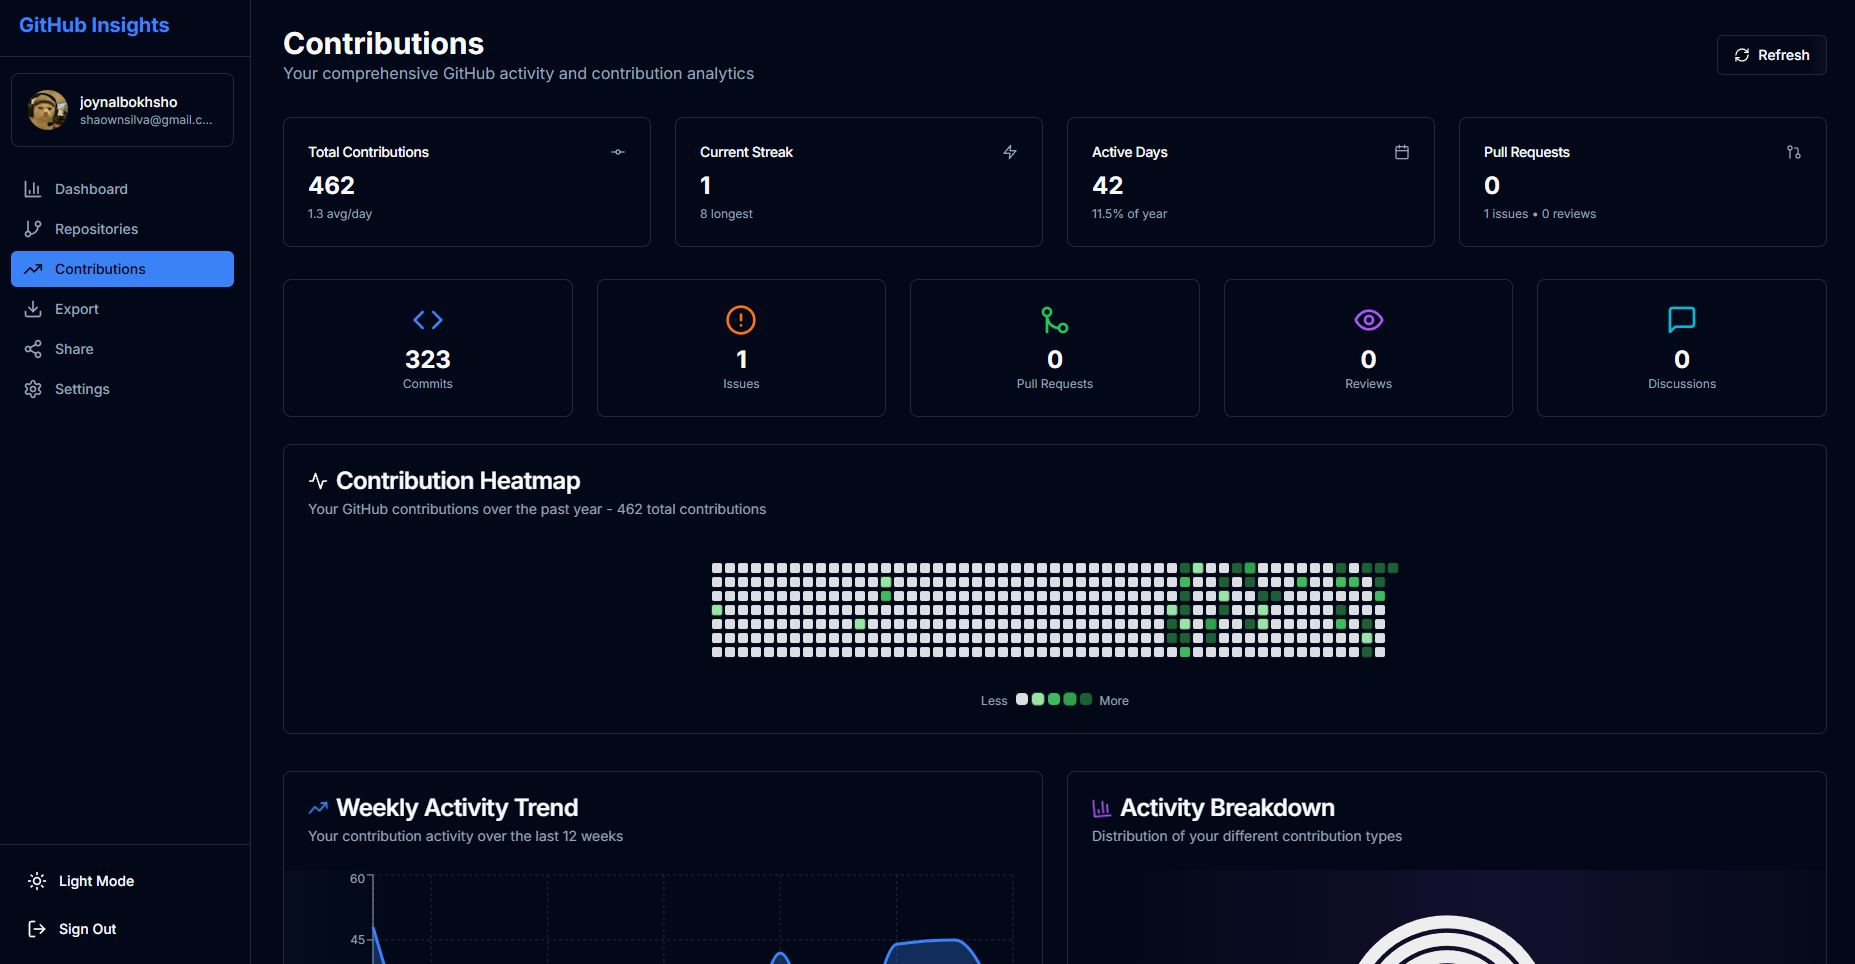 GitHub Insights
joynalbokhsho
shaownsilva@gmail.c...
Dashboard
Repositories
Contributions
Export
Share
Settings
Light Mode
Sign Out
Contributions
Your comprehensive GitHub activity and contribution analytics
Refresh
Total Contributions
462
1.3 avg/day
Current Streak
1
8 longest
Active Days
42
11.5% of year
Pull Requests
0
1 issues • 0 reviews
323
Commits
1
Issues
0
Pull Requests
0
Reviews
0
Discussions
Contribution Heatmap
Your GitHub contributions over the past year - 462 total contributions
Less
More
Weekly Activity Trend
Your contribution activity over the last 12 weeks
60
45
Activity Breakdown
Distribution of your different contribution types